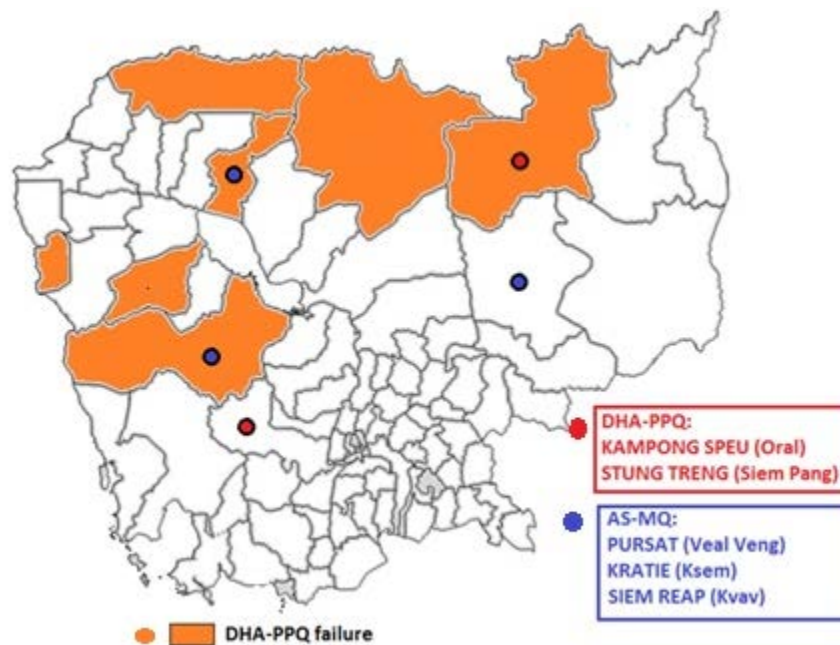 DHA-PPQ:
KAMPONG SPEU (Oral)
STUNG TRENG (Siem Pang)
AS-MQ:
PURSAT (Veal Veng)
KRATIE (Ksem)
SIEM REAP (Kvav)
DHA-PPQ failure